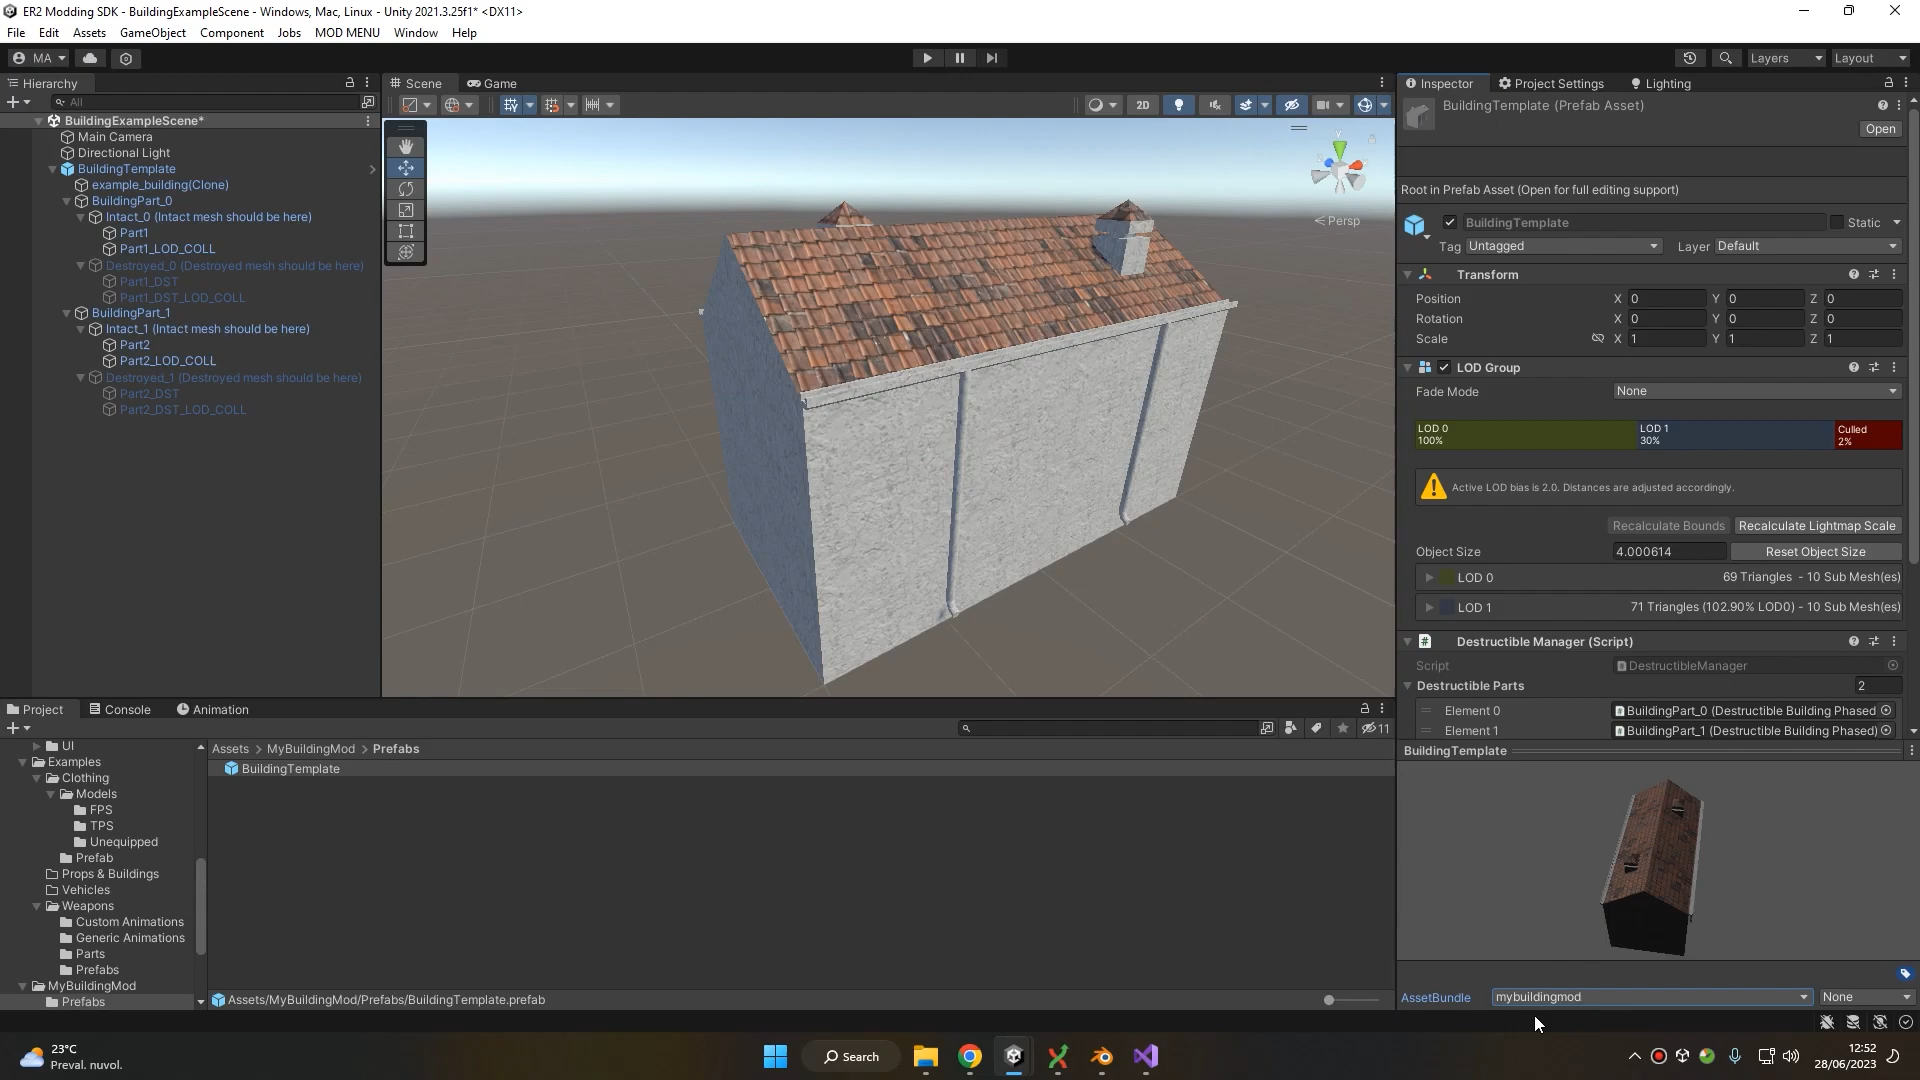 ER2 Modding SDK - BuildingExampleScene - Windows, Mac, Linux - Unity 2021.3.25f1* <DX11>
File Edit Assets GameObject Component Jobs MOD MENU Window Help
MA
Layers
Layout
Hierarchy
All
BuildingExampleScene*
Main Camera
Directional Light
BuildingTemplate
example_building(Clone)
BuildingPart_0
Intact_0 (Intact mesh should be here)
Part1
Part1_LOD_COLL
Destroyed_0 (Destroyed mesh should be here)
Part1_DST
Part1_DST_LOD_COLL
BuildingPart_1
Intact_1 (Intact mesh should be here)
Part2
Part2_LOD_COLL
Destroyed_1 (Destroyed mesh should be here)
Part2_DST
Part2_DST_LOD_COLL
Scene
Game
2D
y
< Persp
Inspector
Project Settings
Lighting
BuildingTemplate (Prefab Asset)
Open
Root in Prefab Asset (Open for full editing support)
BuildingTemplate
Static
Tag Untagged
Layer Default
Transform
Position X 0 Y 0 Z 0
Rotation X 0 Y 0 Z 0
Scale X 1 Y 1 Z 1
LOD Group
Fade Mode None
LOD 0
100%
LOD 1
30%
Culled
2%
Active LOD bias is 2.0. Distances are adjusted accordingly.
Recalculate Bounds
Recalculate Lightmap Scale
Object Size 4.000614
Reset Object Size
LOD 0 69 Triangles - 10 Sub Mesh(es)
LOD 1 71 Triangles (102.90% LOD0) - 10 Sub Mesh(es)
Destructible Manager (Script)
Script DestructibleManager
Destructible Parts 2
Element 0 BuildingPart_0 (Destructible Building Phased
Element 1 BuildingPart_1 (Destructible Building Phased)
BuildingTemplate
AssetBundle mybuildingmod None
Project
Console
Animation
11
UI
Examples
Clothing
Models
FPS
TPS
Unequipped
Prefab
Props & Buildings
Vehicles
Weapons
Custom Animations
Generic Animations
Parts
Prefabs
MyBuildingMod
Prefabs
Assets > MyBuildingMod > Prefabs
BuildingTemplate
Assets/MyBuildingMod/Prefabs/BuildingTemplate.prefab
23°C
Preval. nuvol.
Search
12:52
28/06/2023